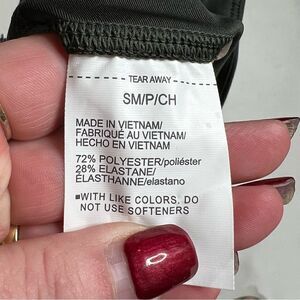 TEAR AWAY
SM/P/CH
MADE IN VIETNAM/
FABRIQUÉ AU VIETNAM/
HECHO EN VIETNAM
72% POLYESTER/poliéster
28% ELASTANE/
ÉLASTHANNE/elastano
■WITH LIKE COLORS, DO
NOT USE SOFTENERS